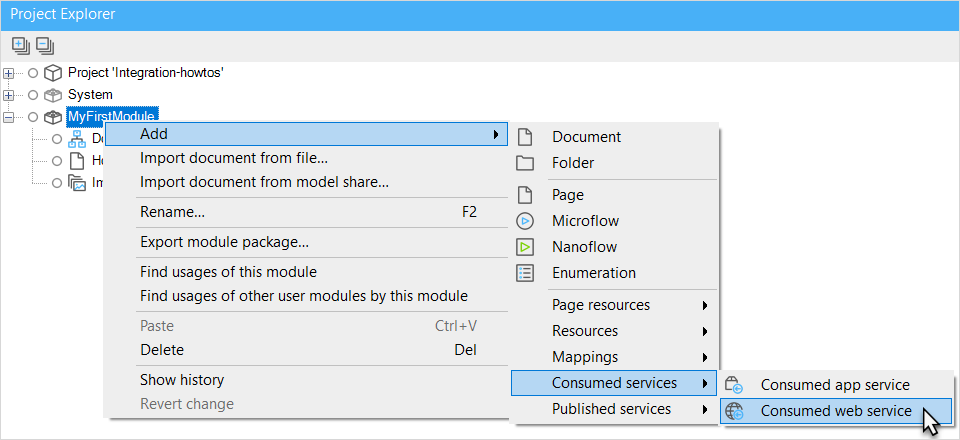 Project Explorer
Project 'Integration-howtos'
System
MyFirstModule
Add
Import document from file...
Import document from model share...
Rename... F2
Export module package...
Find usages of this module
Find usages of other user modules by this module
Paste Ctrl+V
Delete Del
Show history
Revert change
Document
Folder
Page
Microflow
Nanoflow
Enumeration
Page resources
Resources
Mappings
Consumed services
Published services
Consumed app service
Consumed web service